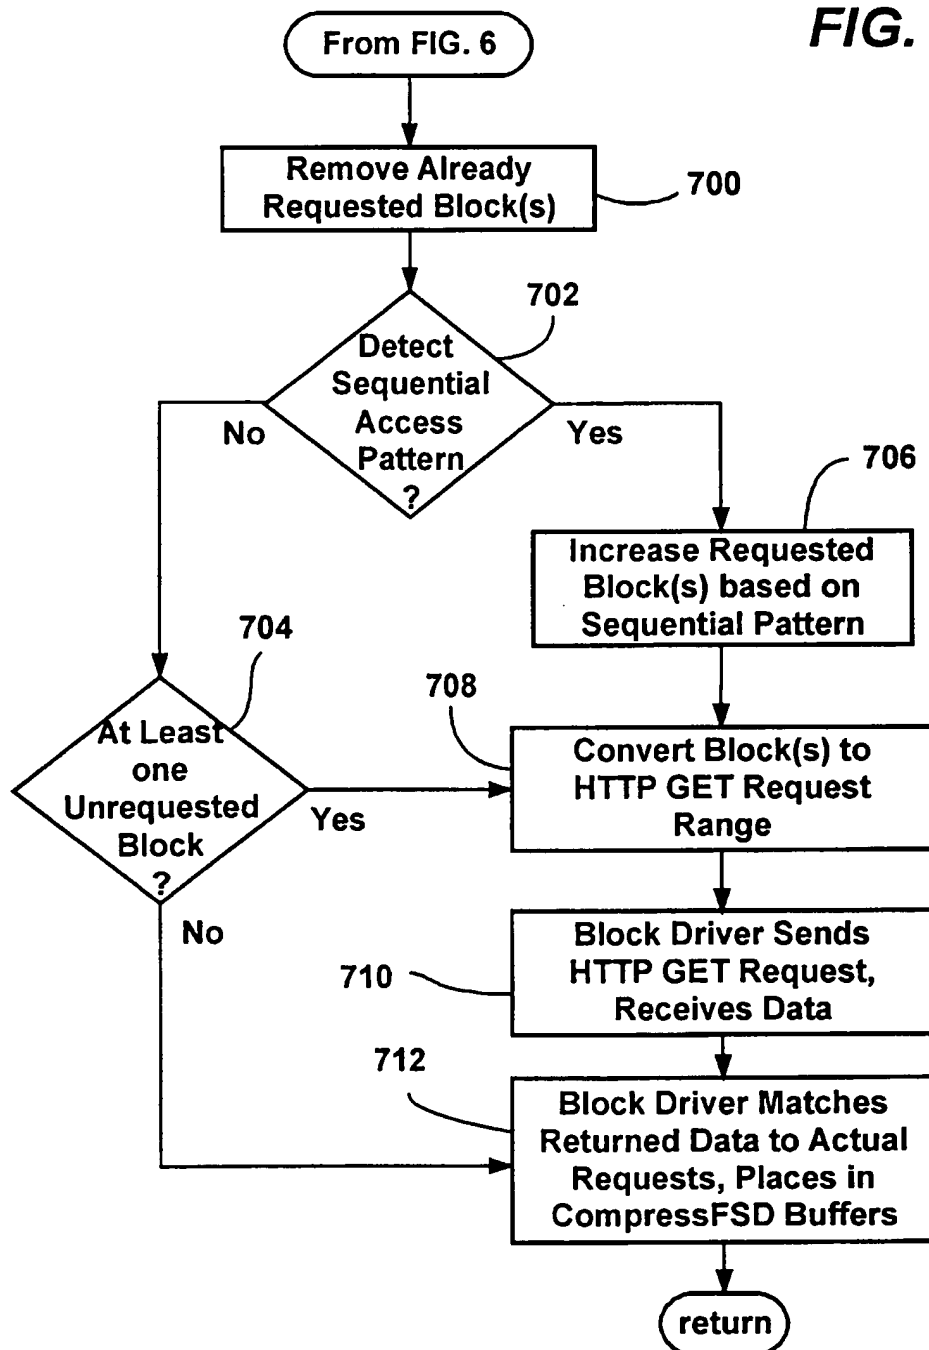 FIG.
From FIG. 6
Remove Already
Requested Block(s)
700
702
Detect
Sequential
Access
Pattern
?
No
Yes
706
Increase Requested
Block(s) based on
Sequential Pattern
704
At Least
one
Unrequested
Block
?
Yes
No
708
Convert Block(s) to
HTTP GET Request
Range
Block Driver Sends
HTTP GET Request,
Receives Data
710
712
Block Driver Matches
Returned Data to Actual
Requests, Places in
CompressFSD Buffers
return